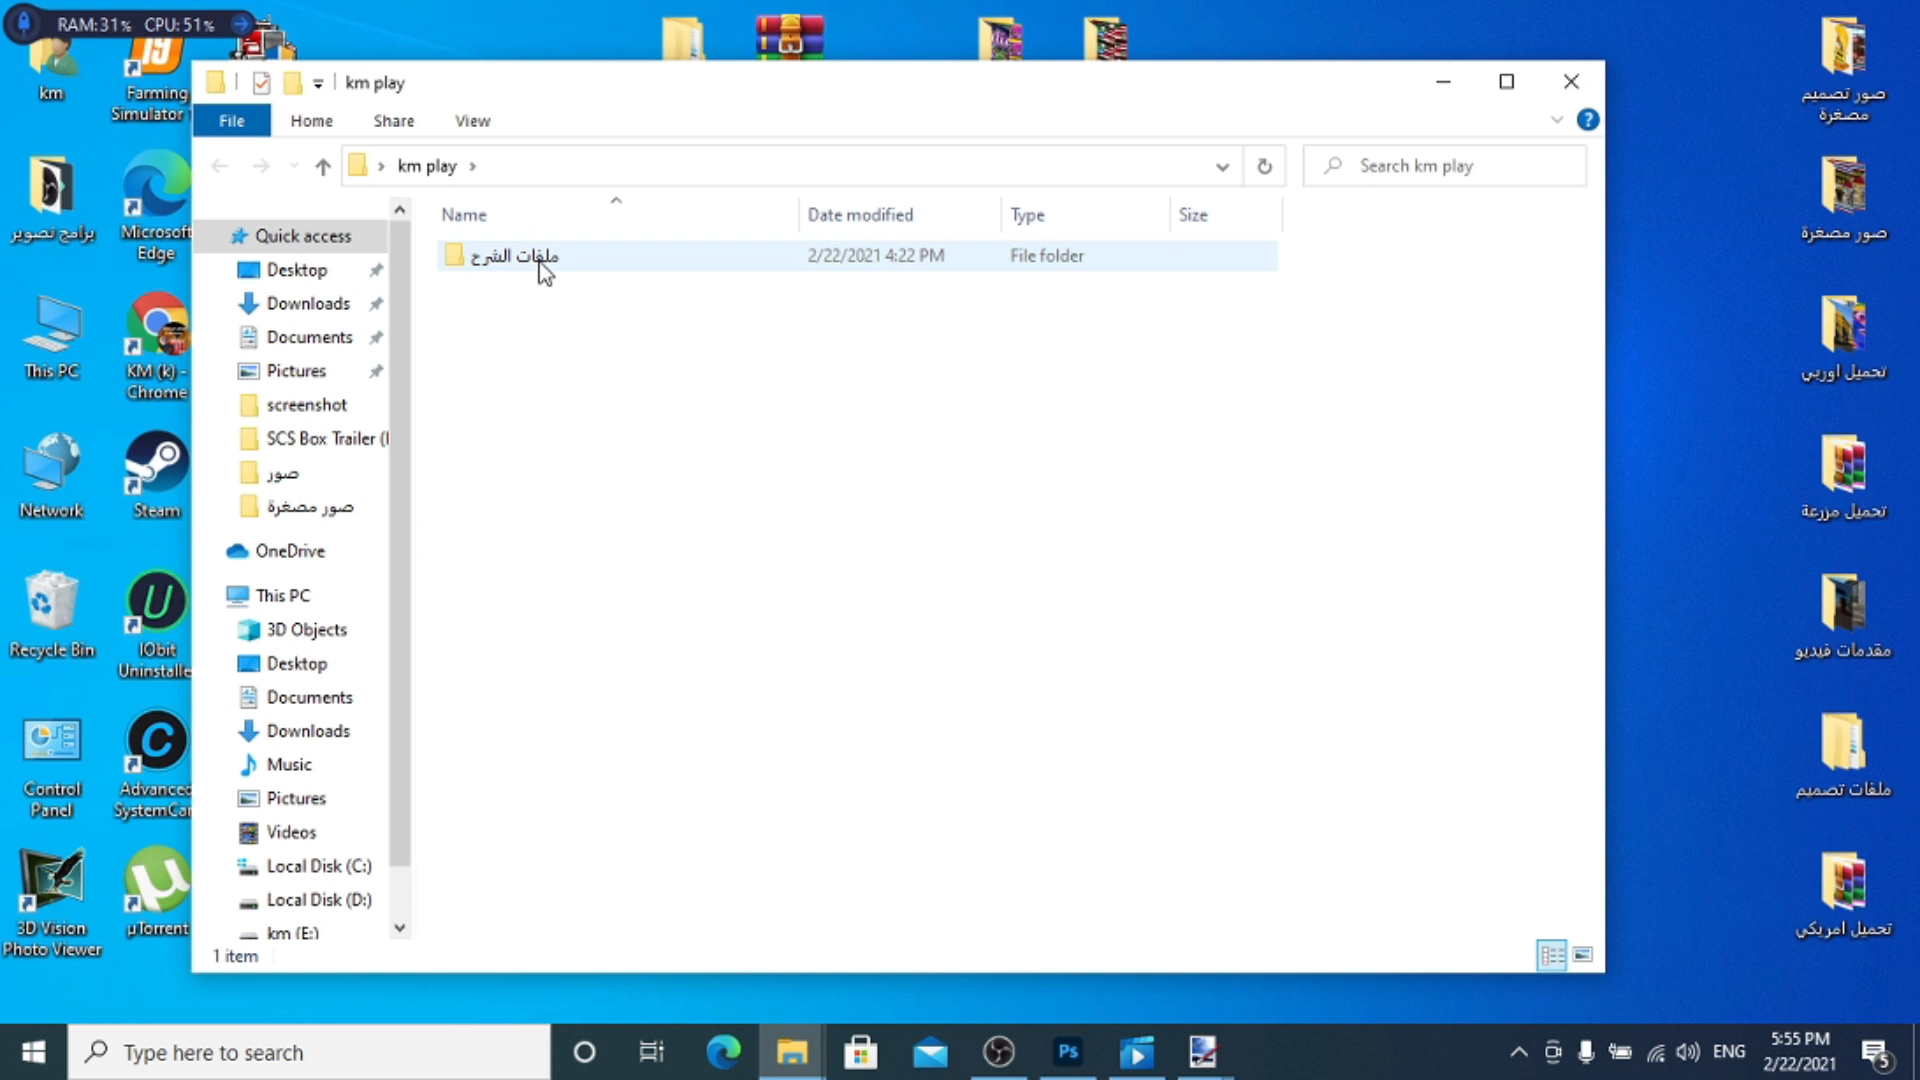 RAM:31% CPU:51%
km
Farming
Simulator
برامج تصوير
Microsoft
Edge
This PC
KM (k) -
Chrome
Network
Steam
Recycle Bin
IObit
Uninstalle
Control
Panel
Advanced
SystemCar
3D Vision
Photo Viewer
µTorrent
km play
File
Home
Share
View
km play
Search km play
Name
Date modified
Type
Size
ملفات الشرح
2/22/2021 4:22 PM
File folder
Quick access
Desktop
Downloads
Documents
Pictures
screenshot
SCS Box Trailer (
صور
صور مصغرة
OneDrive
This PC
3D Objects
Desktop
Documents
Downloads
Music
Pictures
Videos
Local Disk (C:)
Local Disk (D:)
km (E:)
1 item
صور تصميم
مصغرة
صور مصغرة
تحميل اوربي
تحميل مزرعة
مقدمات فيديو
ملفات تصميم
تحميل امريكي
Type here to search
Ps
ENG
5:55 PM
2/22/2021
5